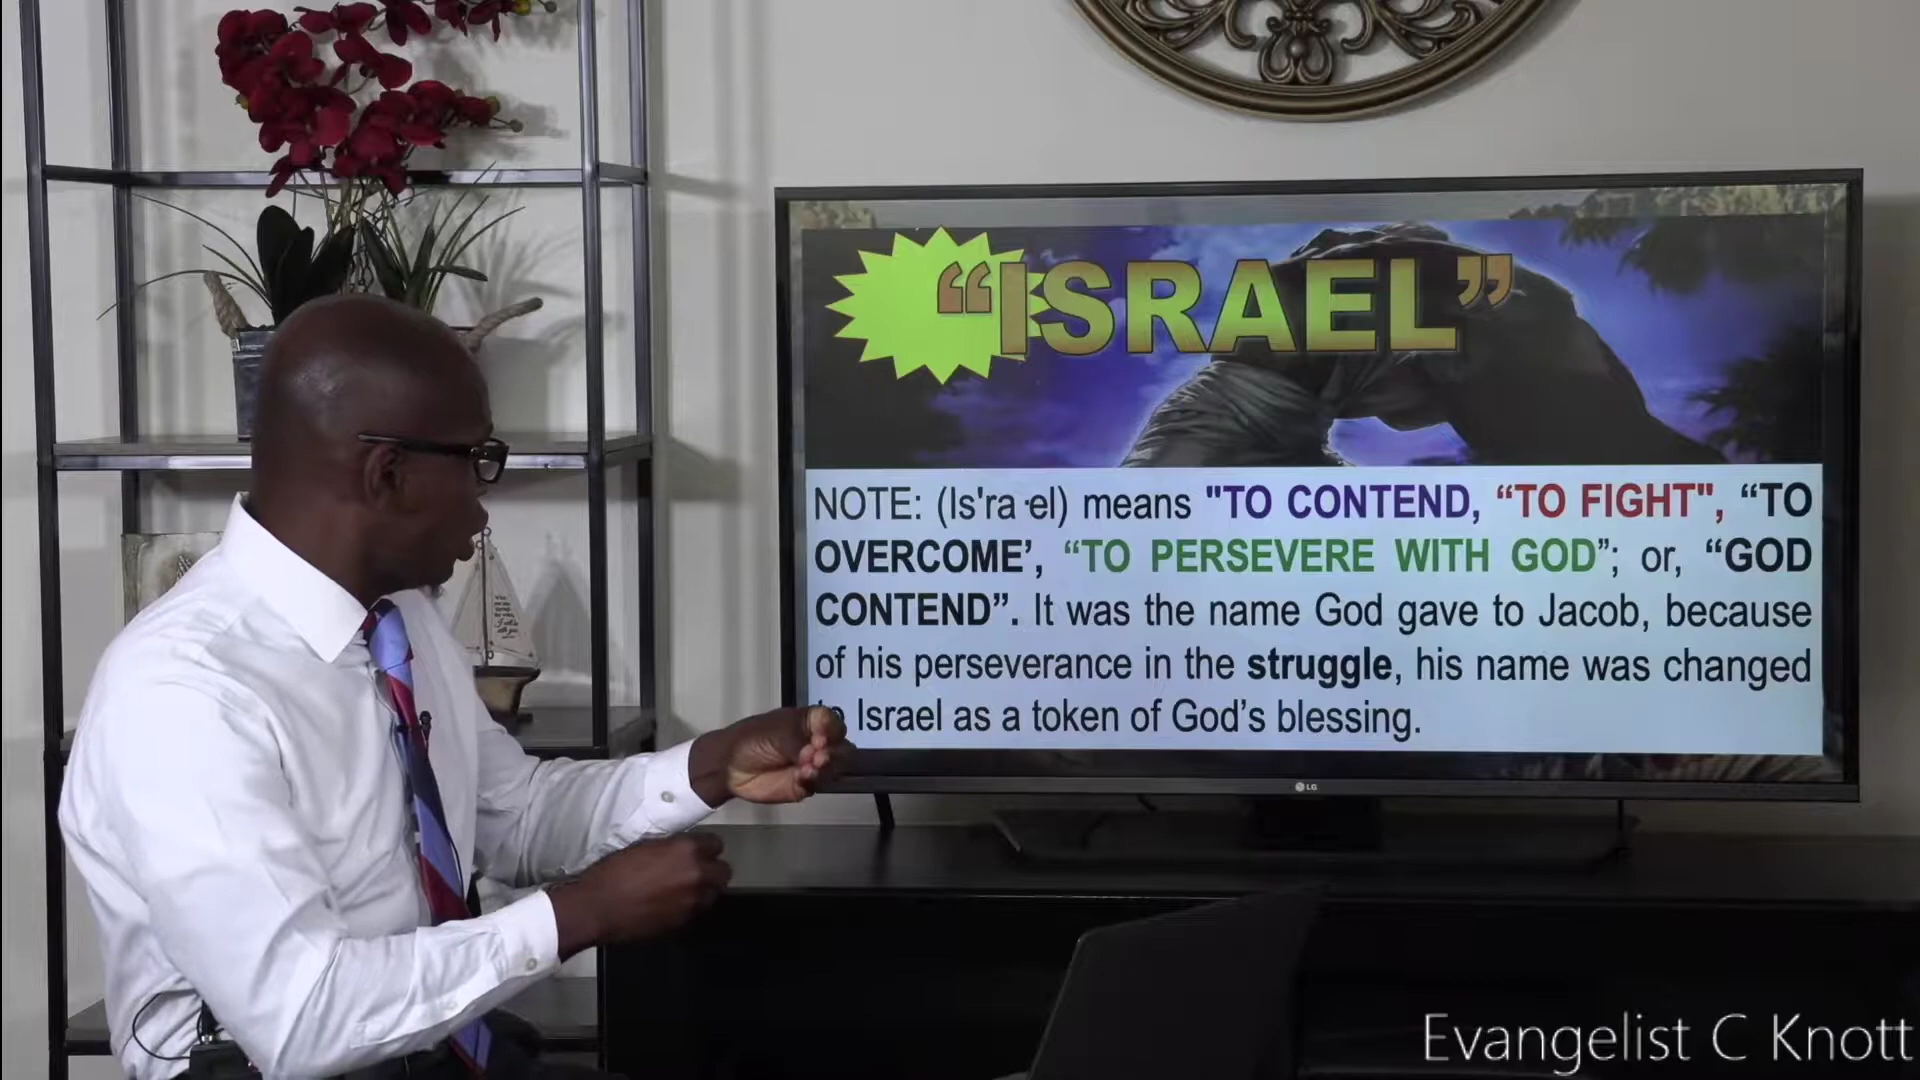 “ISRAEL”
NOTE: (Is'ra·el) means "TO CONTEND, “TO FIGHT", “TO
OVERCOME’, “TO PERSEVERE WITH GOD”; or, “GOD
CONTEND”. It was the name God gave to Jacob, because
of his perseverance in the struggle, his name was changed
Israel as a token of God’s blessing.
LG
Evangelist C Knott